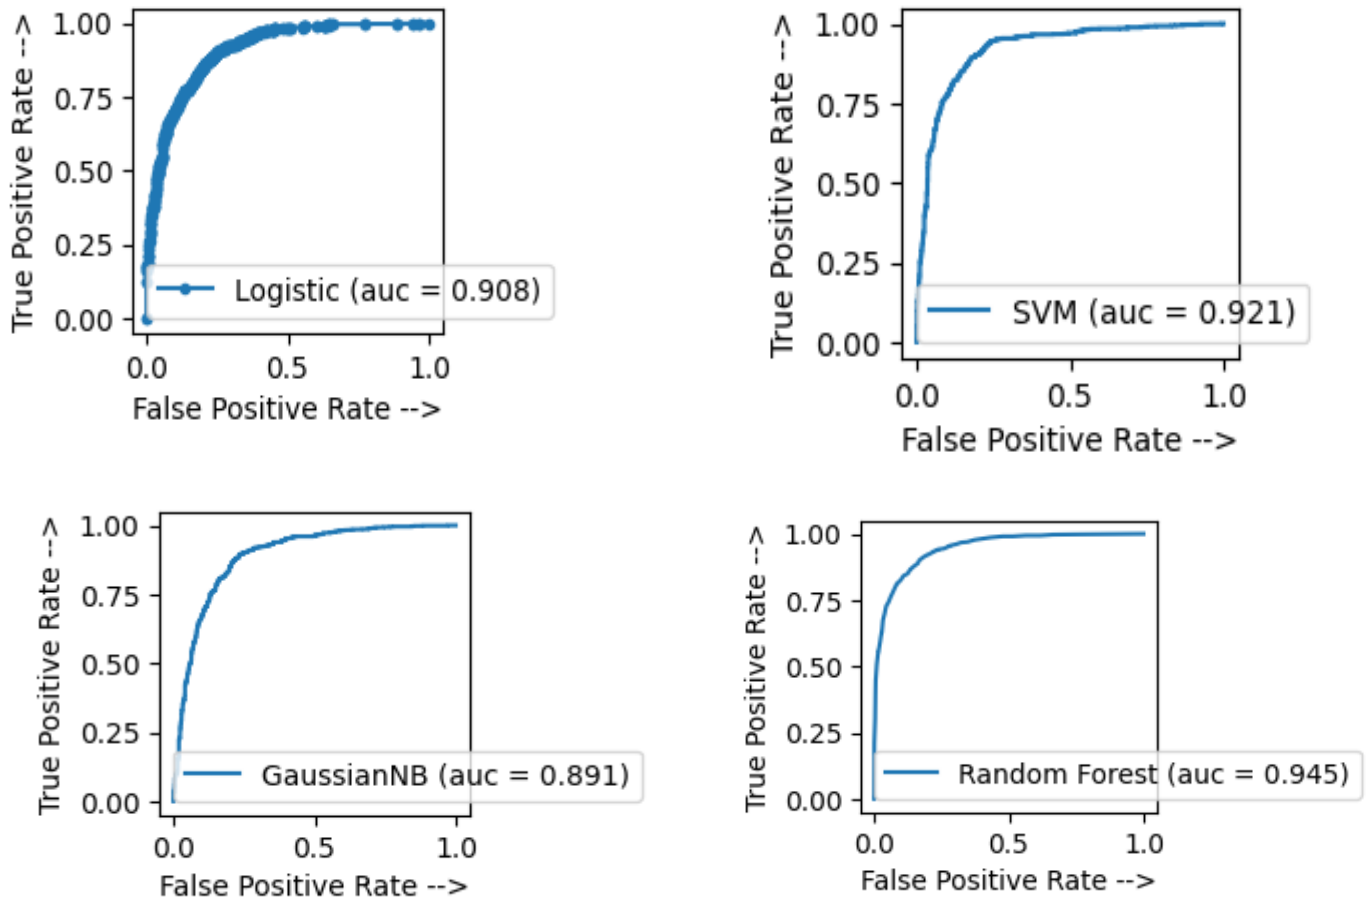 True Positive Rate -->
1.00
0.75
0.50
0.25
0.00
Logistic (auc = 0.908)
0.0 0.5 1.0
False Positive Rate -->
True Positive Rate -->
1.00
0.75
0.50
0.25
0.00
SVM (auc = 0.921)
0.0 0.5 1.0
False Positive Rate -->
True Positive Rate -->
1.00
0.75
0.50
0.25
0.00
GaussianNB (auc = 0.891)
0.0 0.5 1.0
False Positive Rate -->
True Positive Rate -->
1.00
0.75
0.50
0.25
0.00
Random Forest (auc = 0.945)
0.0 0.5 1.0
False Positive Rate -->